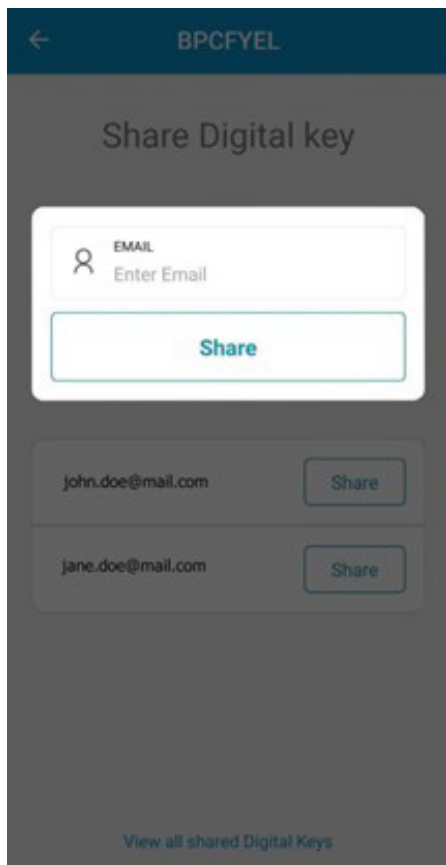 BPCFYEL
Share Digital key
EMAIL
Enter Email
Share
john.doe@mail.com
Share
jane.doe@mail.com
Share
View all shared Digital Keys